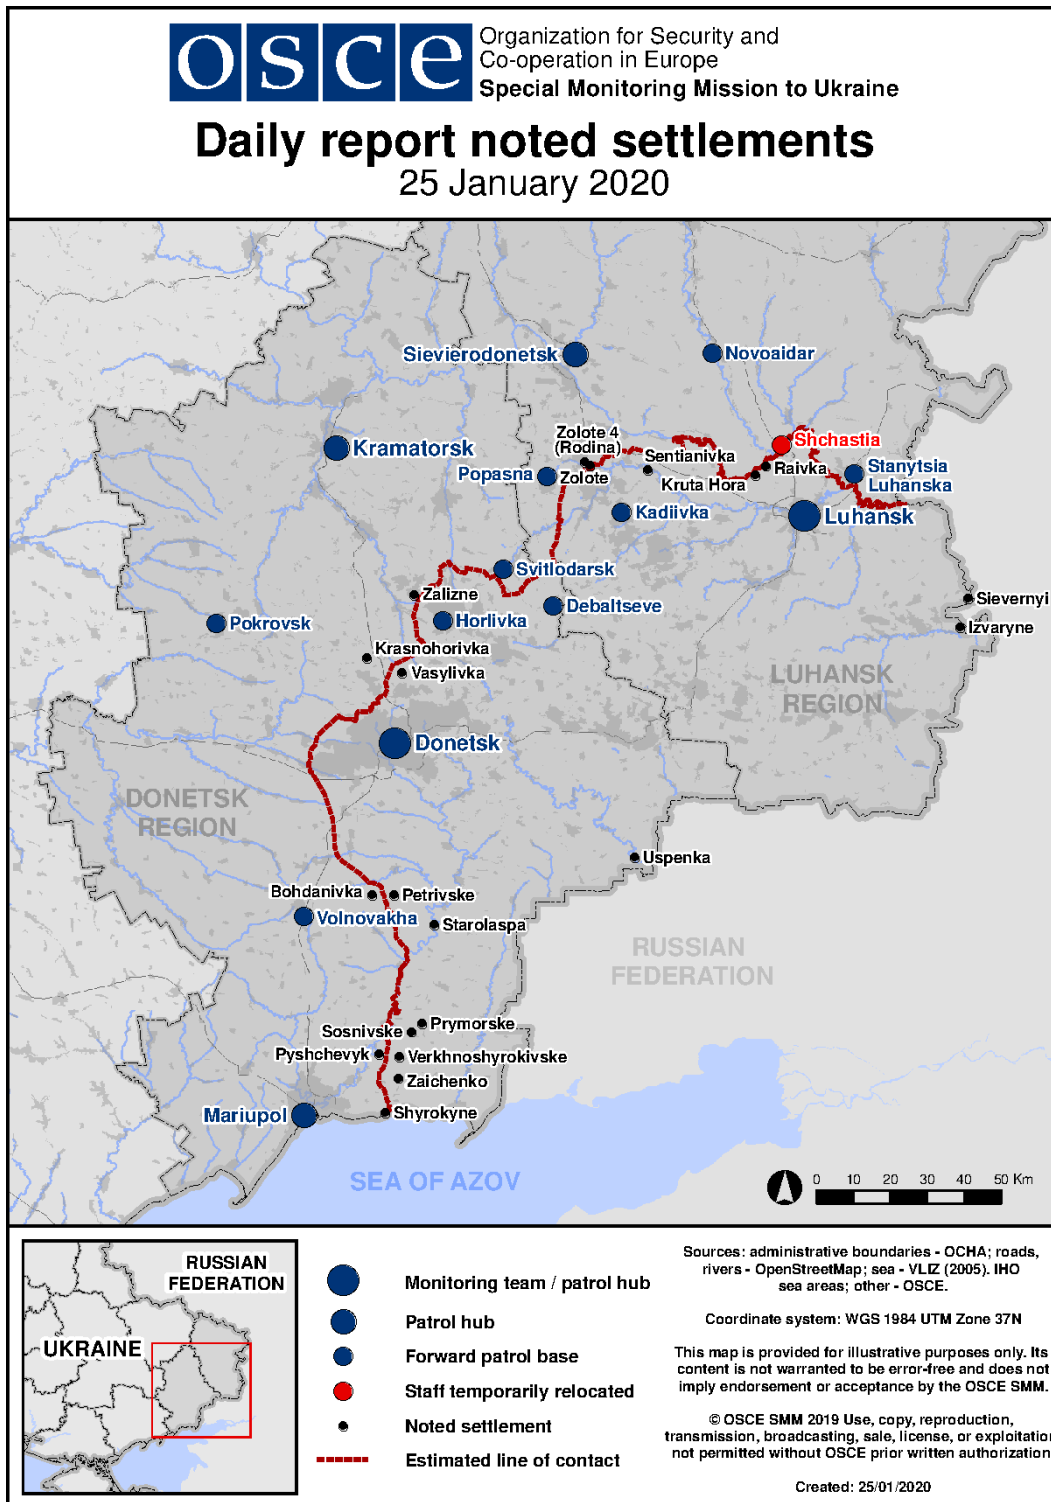 osce
Organization for Security and
Co-operation in Europe
Special Monitoring Mission to Ukraine
Daily report noted settlements
25 January 2020
Sievierodonetsk
Novoaidar
Kramatorsk
Zolote 4
(Rodina)
Shchastia
Sentianivka
Popasna
Zolote
Kruta Hora
Raivka
Stanytsia
Luhanska
Kadiivka
Luhansk
Svitlodarsk
Zalizne
Debaltseve
Sievernyi
Pokrovsk
Horlivka
Izvaryne
Krasnohorivka
Vasylivka
LUHANSK
REGION
Donetsk
DONETSK
REGION
Uspenka
Bohdanivka
Petrivske
Volnovakha
Starolaspa
RUSSIAN
FEDERATION
Sosnivske
Prymorske
Pyshchevyk
Verkhnoshyrokivske
Zaichenko
Mariupol
Shyrokyne
SEA OF AZOV
0 10 20 30 40 50 Km
RUSSIAN
FEDERATION
UKRAINE
Monitoring team / patrol hub
Patrol hub
Forward patrol base
Staff temporarily relocated
Noted settlement
Estimated line of contact
Sources: administrative boundaries - OCHA; roads,
rivers - OpenStreetMap; sea - VLIZ (2005). IHO
sea areas; other - OSCE.
Coordinate system: WGS 1984 UTM Zone 37N
This map is provided for illustrative purposes only. Its
content is not warranted to be error-free and does not
imply endorsement or acceptance by the OSCE SMM.
© OSCE SMM 2019 Use, copy, reproduction,
transmission, broadcasting, sale, license, or exploitation
not permitted without OSCE prior written authorization
Created: 25/01/2020